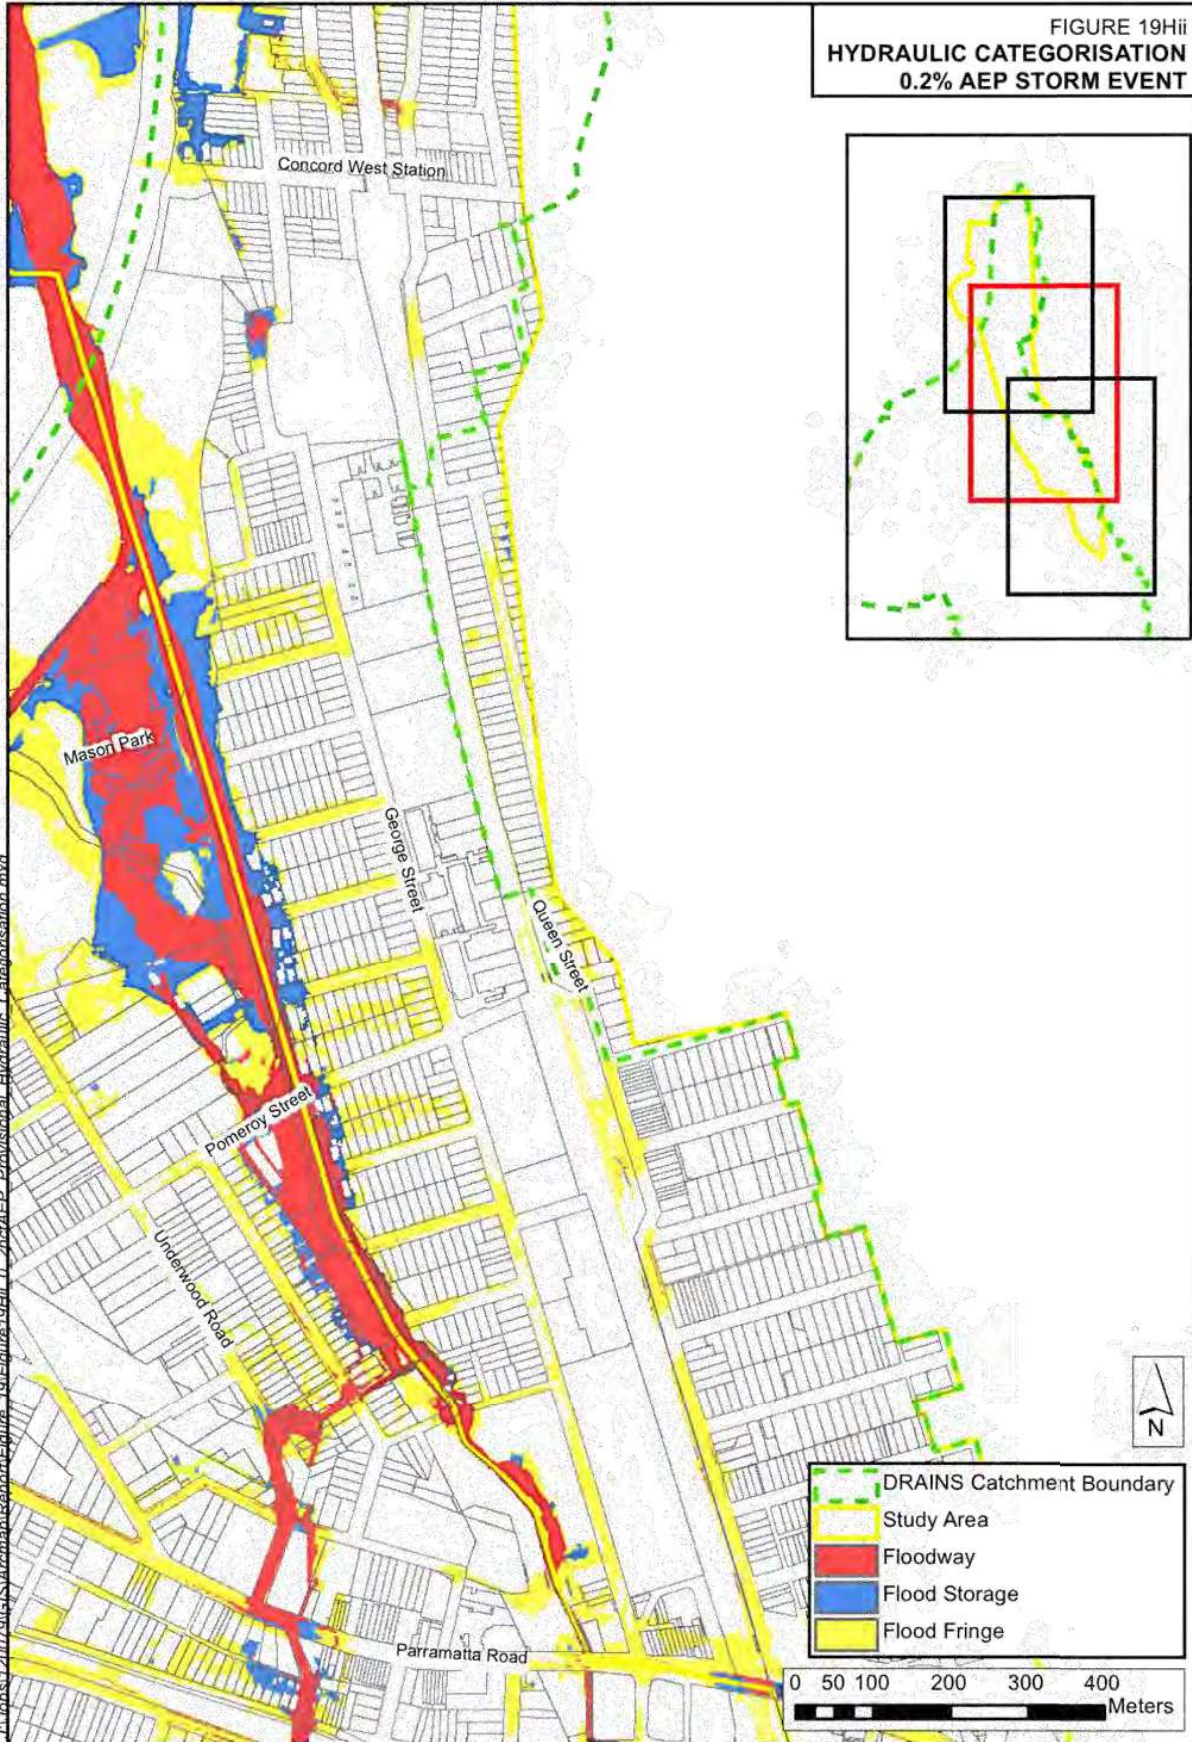 FIGURE 19Hii
HYDRAULIC CATEGORISATION
0.2% AEP STORM EVENT
Concord West Station
Mason Park
George Street
Queen Street
Pomeroy Street
Underwood Road
Parramatta Road
N
DRAINS Catchment Boundary
Study Area
Floodway
Flood Storage
Flood Fringe
0 50 100 200 300 400
Meters